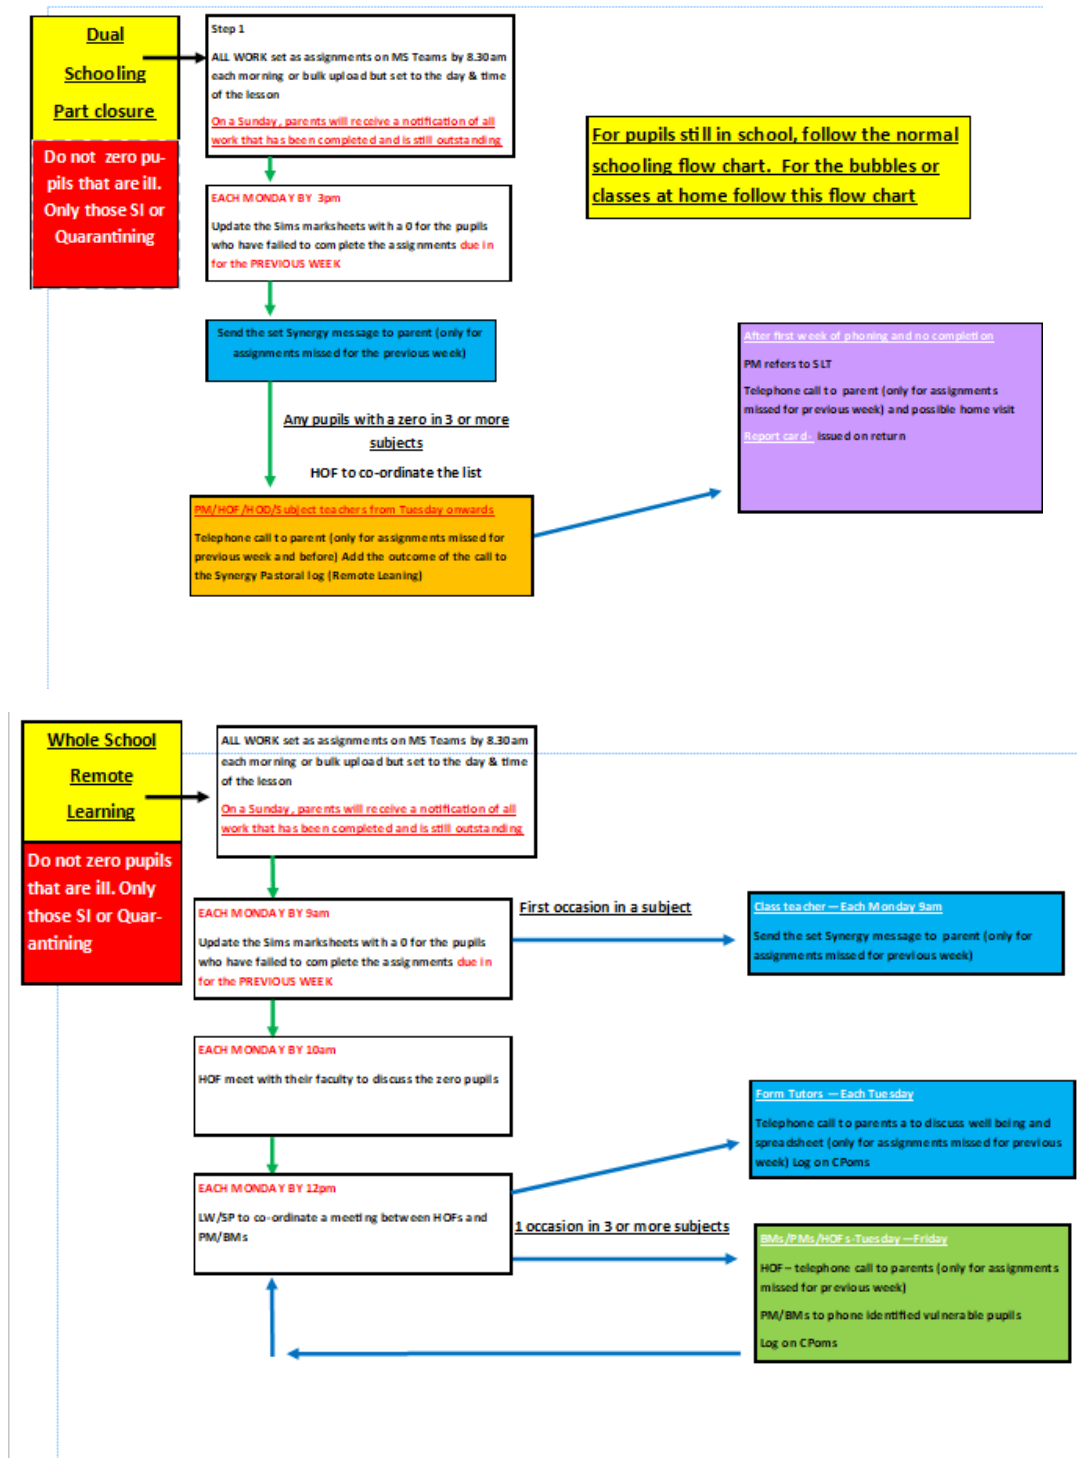 Dual
Schooling
Part closure
Do not zero pu-
pils that are ill.
Only those SI or
Quarantining
Step 1
ALL WORK set as assignments on MS Teams by 8.30am
each morning or bulk upload but set to the day & time
of the lesson
On a Sunday, parents will receive a notification of all
work that has been completed and is still outstanding
For pupils still in school, follow the normal
schooling flow chart. For the bubbles or
classes at home follow this flow chart
EACH MONDAY BY 3pm
Update the Sims marksheets with a 0 for the pupils
who have failed to complete the assignments due in
for the PREVIOUS WEEK
Send the set Synergy message to parent (only for
assignments missed for the previous week)
Any pupils with a zero in 3 or more
subjects
HOF to co-ordinate the list
PM/HOF/HOD/Subject teachers from Tuesday onwards
Telephone call to parent (only for assignments missed for
previous week and before) Add the outcome of the call to
the Synergy Pastoral log (Remote Leaning)
After first week of phoning and no completion
PM refers to SLT
Telephone call to parent (only for assignments
missed for previous week) and possible home visit
Report card- issued on return
Whole School
Remote
Learning
Do not zero pupils
that are ill. Only
those SI or Quar-
antining
ALL WORK set as assignments on MS Teams by 8.30am
each morning or bulk upload but set to the day & time
of the lesson
On a Sunday, parents will receive a notification of all
work that has been completed and is still outstanding
EACH MONDAY BY 9am
Update the Sims marksheets with a 0 for the pupils
who have failed to complete the assignments due in
for the PREVIOUS WEEK
First occasion in a subject
Class teacher—Each Monday 9am
Send the set Synergy message to parent (only for
assignments missed for previous week)
EACH MONDAY BY 10am
HOF meet with their faculty to discuss the zero pupils
Form Tutors —Each Tuesday
Telephone call to parents a to discuss well being and
spreadsheet (only for assignments missed for previous
week) Log on CPoms
EACH MONDAY BY 12pm
LW/SP to co-ordinate a meeting between HOFs and
PM/BMs
1 occasion in 3 or more subjects
BMs/PMs/HOFs-Tuesday—Friday
HOF– telephone call to parents (only for assignments
missed for previous week)
PM/BMs to phone identified vulnerable pupils
Log on CPoms